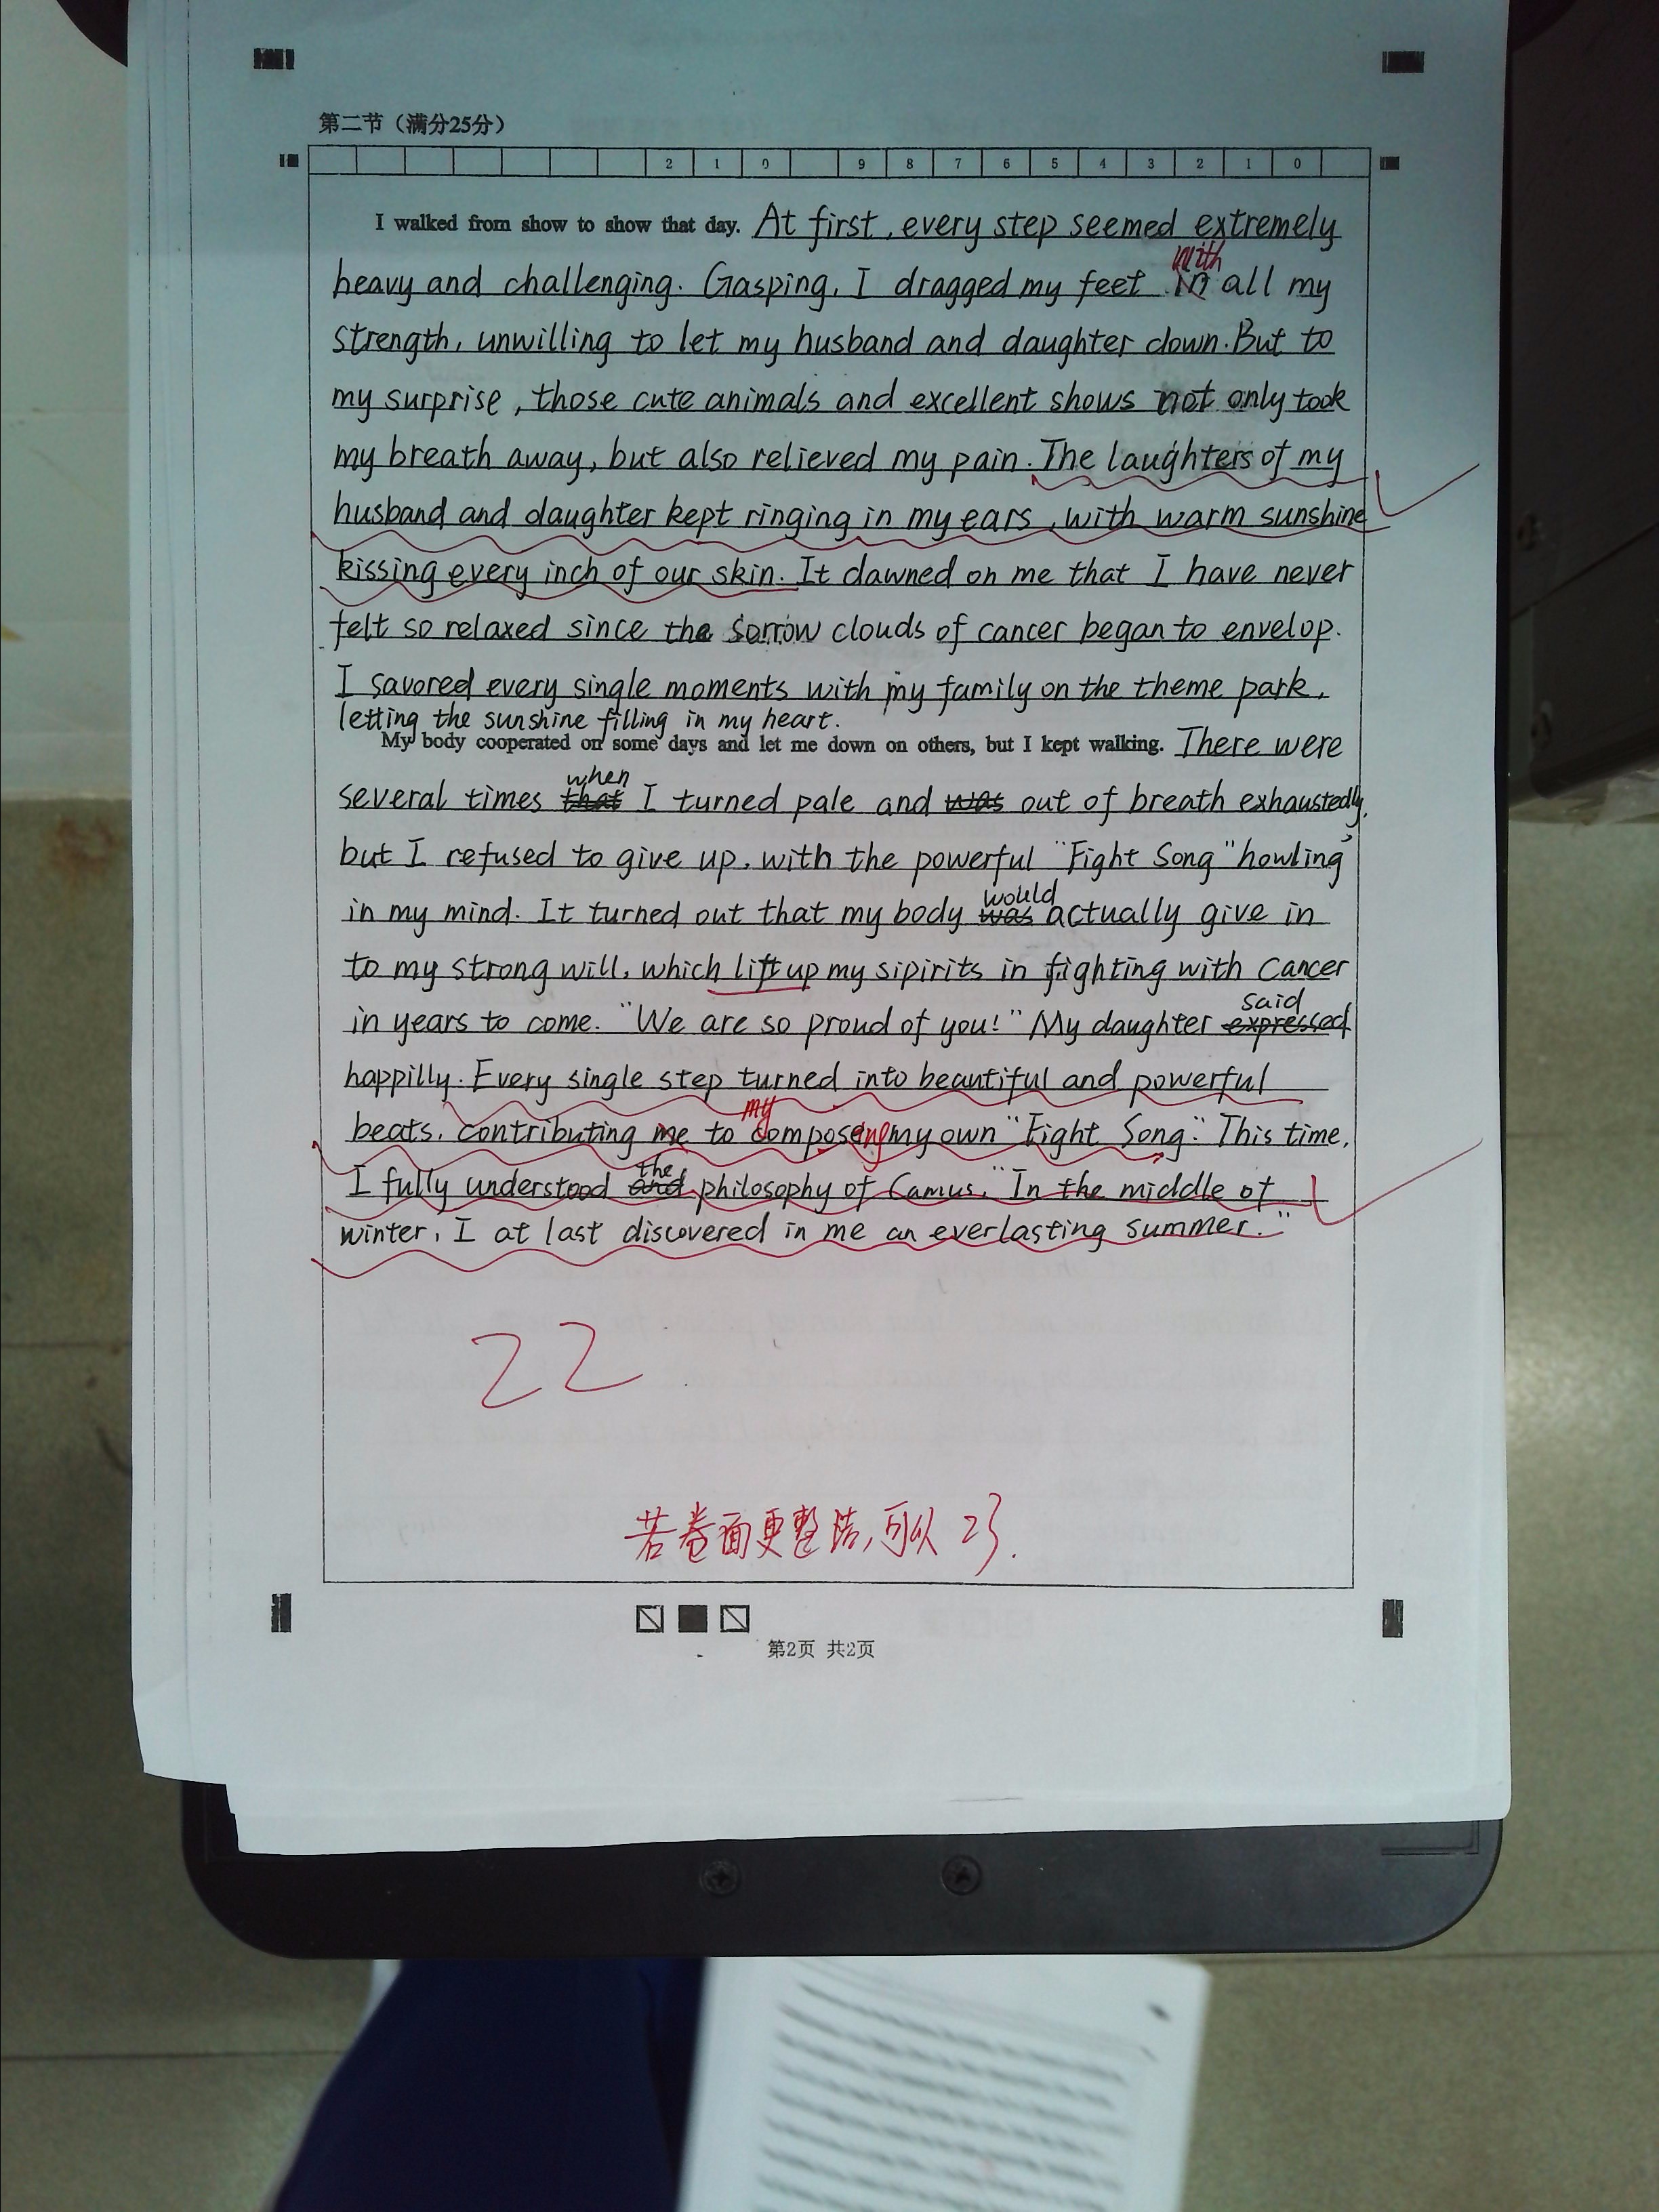 第二节（满分25分）
2 1 0 9 8 7 6 5 4 3 2 1 0
I walked from show to show that day. At first, every step seemed extremely
with
heavy and challenging. Gasping, I dragged my feet in all my
strength, unwilling to let my husband and daughter down. But to
my surprise, those cute animals and excellent shows not only took
my breath away, but also relieved my pain. The laughters of my
husband and daughter kept ringing in my ears, with warm sunshine
kissing every inch of our skin. It dawned on me that I have never
felt so relaxed since the sorrow clouds of cancer began to envelop.
I savored every single moments with my family on the theme park,
letting the sunshine filling in my heart.
My body cooperated on some days and let me down on others, but I kept walking. There were
when
several times that I turned pale and was out of breath exhaustedly,
but I refused to give up, with the powerful "Fight Song" howling
would
in my mind. It turned out that my body was actually give in
to my strong will, which lift up my sipirits in fighting with cancer
said
in years to come. "We are so proud of you!" My daughter expressed
happilly. Every single step turned into beautiful and powerful
my
beats, contributing me to composing my own "Fight Song." This time,
the
I fully understood and philosophy of Camus, "In the middle of
winter, I at last discovered in me an everlasting summer."
22
若卷面更整洁，可以 23.
第2页 共2页